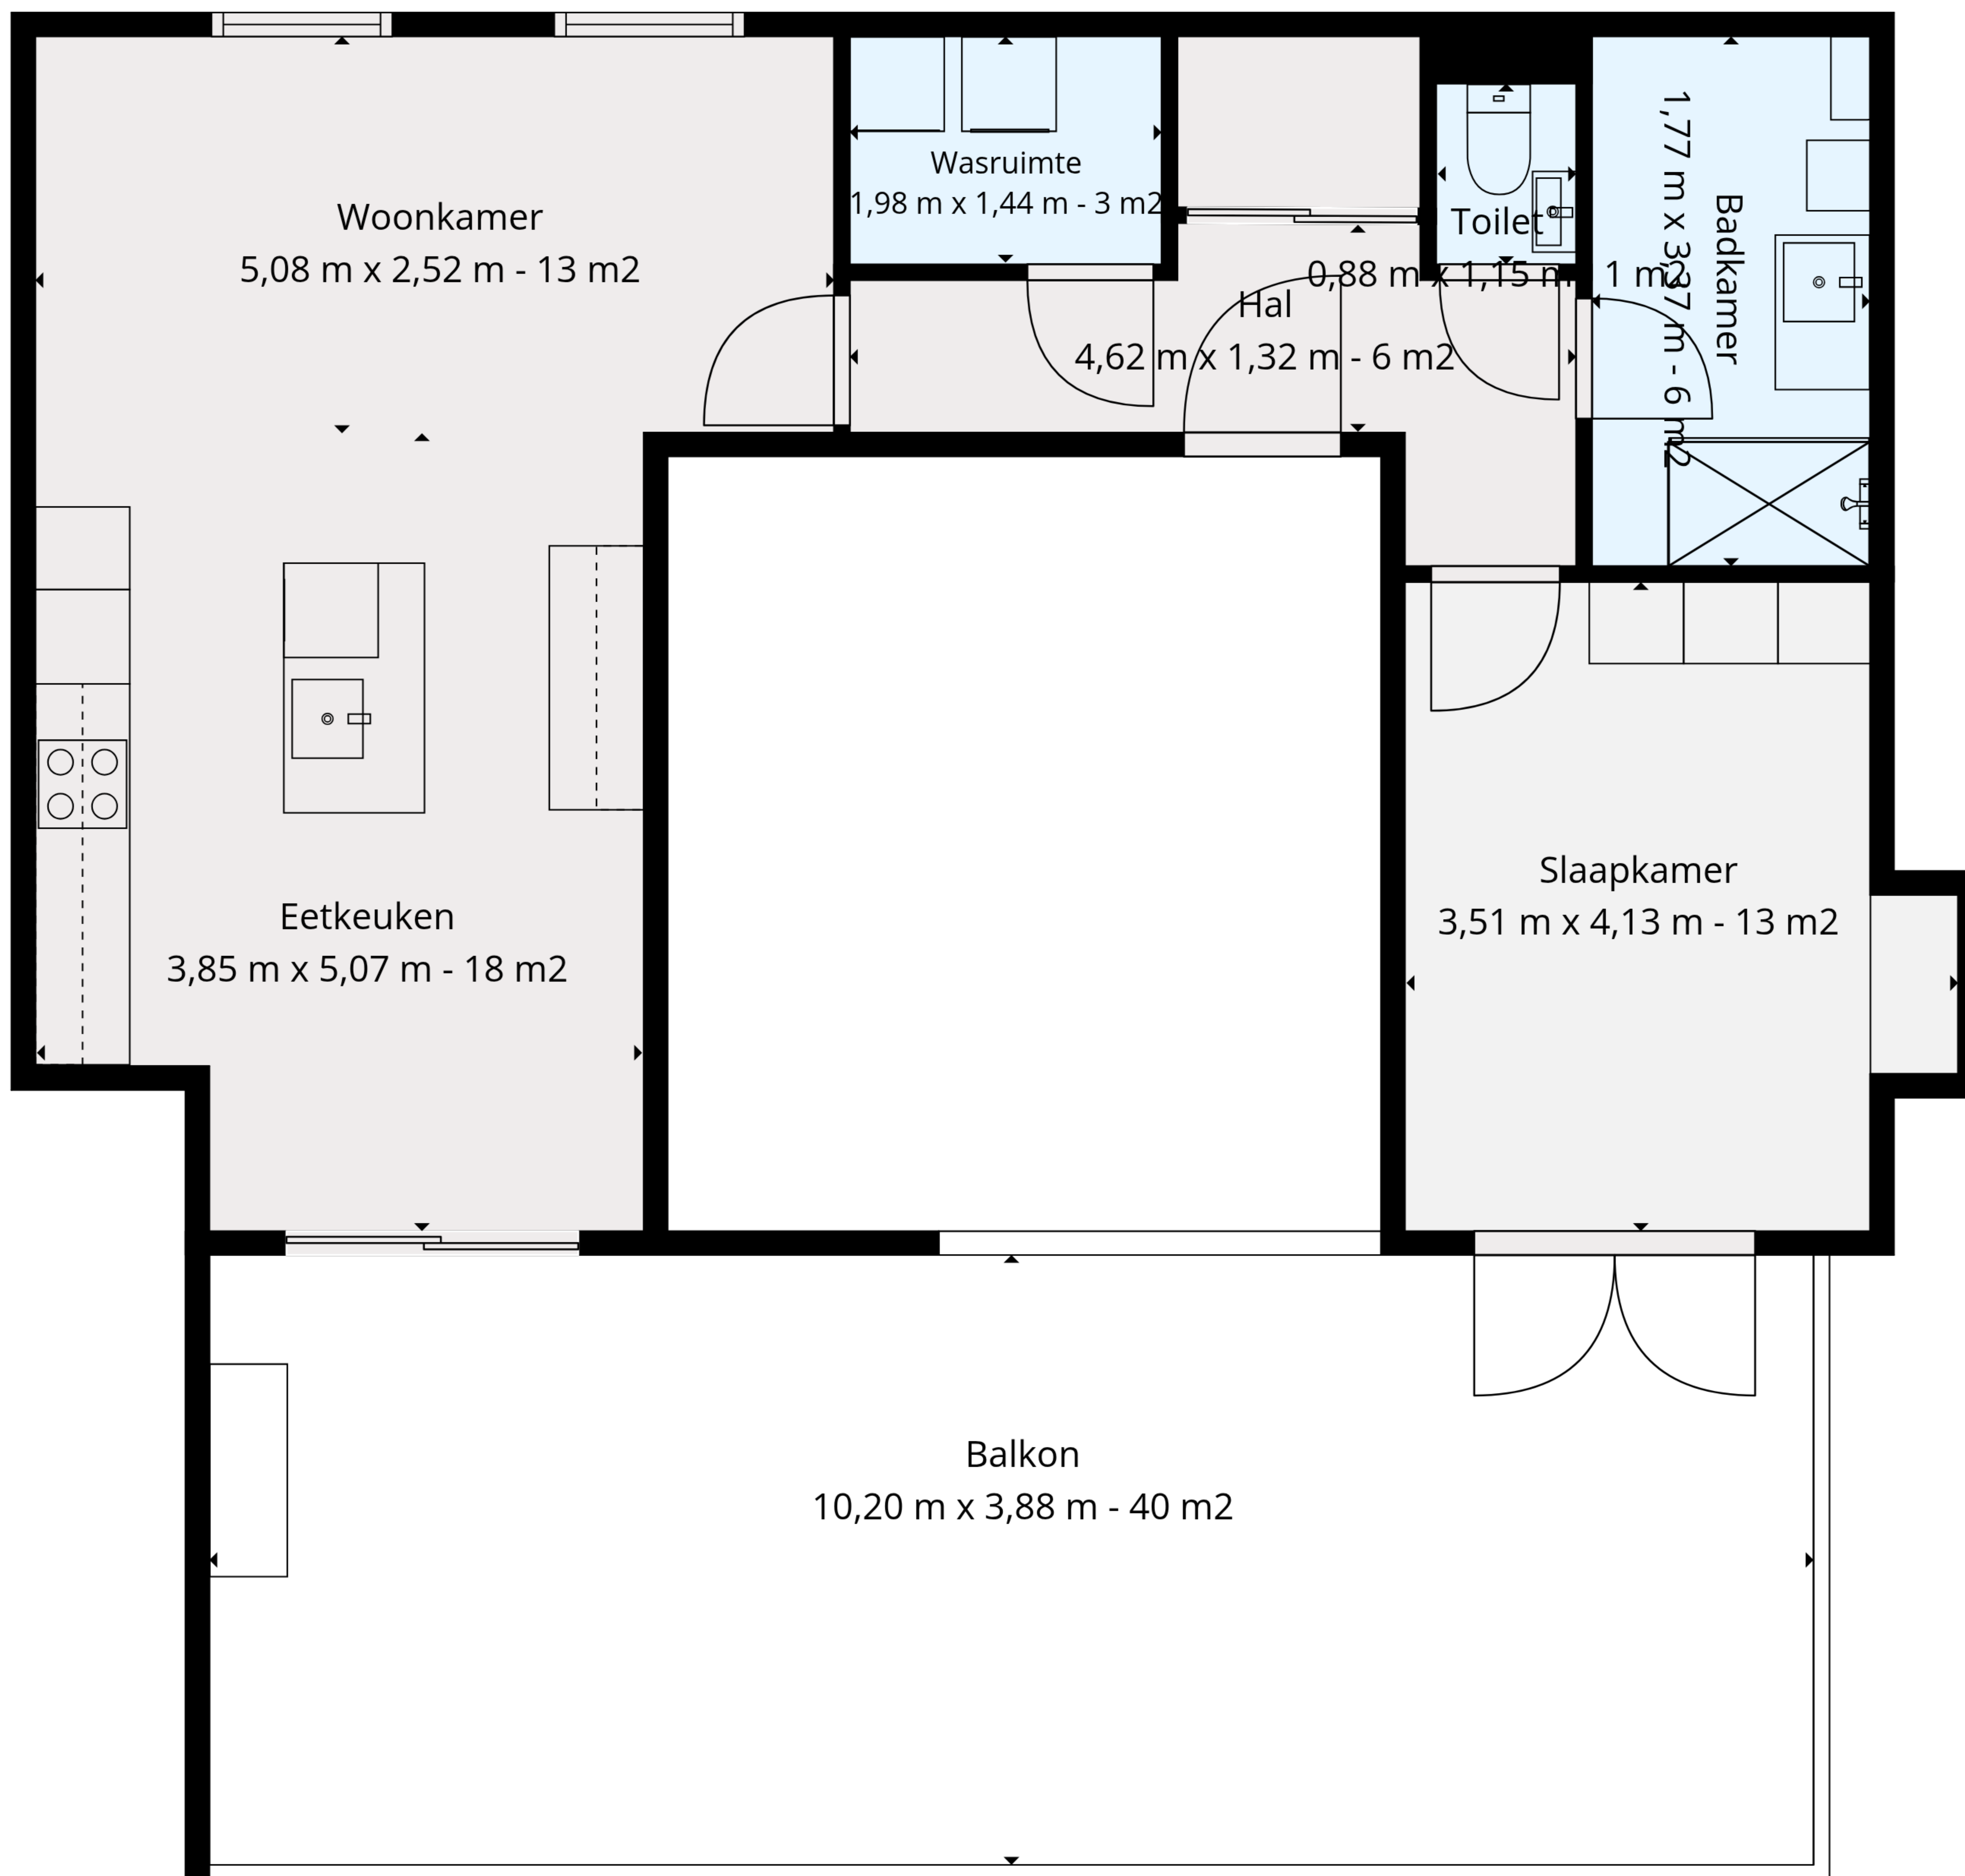 Woonkamer
5,08 m x 2,52 m - 13 m2
Wasruimte
1,98 m x 1,44 m - 3 m2
Toilet
0,88 m x 1,15 m - 1 m2
Hal
4,62 m x 1,32 m - 6 m2
Badkamer
1,77 m x 3,37 m - 6 m2
Eetkeuken
3,85 m x 5,07 m - 18 m2
Slaapkamer
3,51 m x 4,13 m - 13 m2
Balkon
10,20 m x 3,88 m - 40 m2